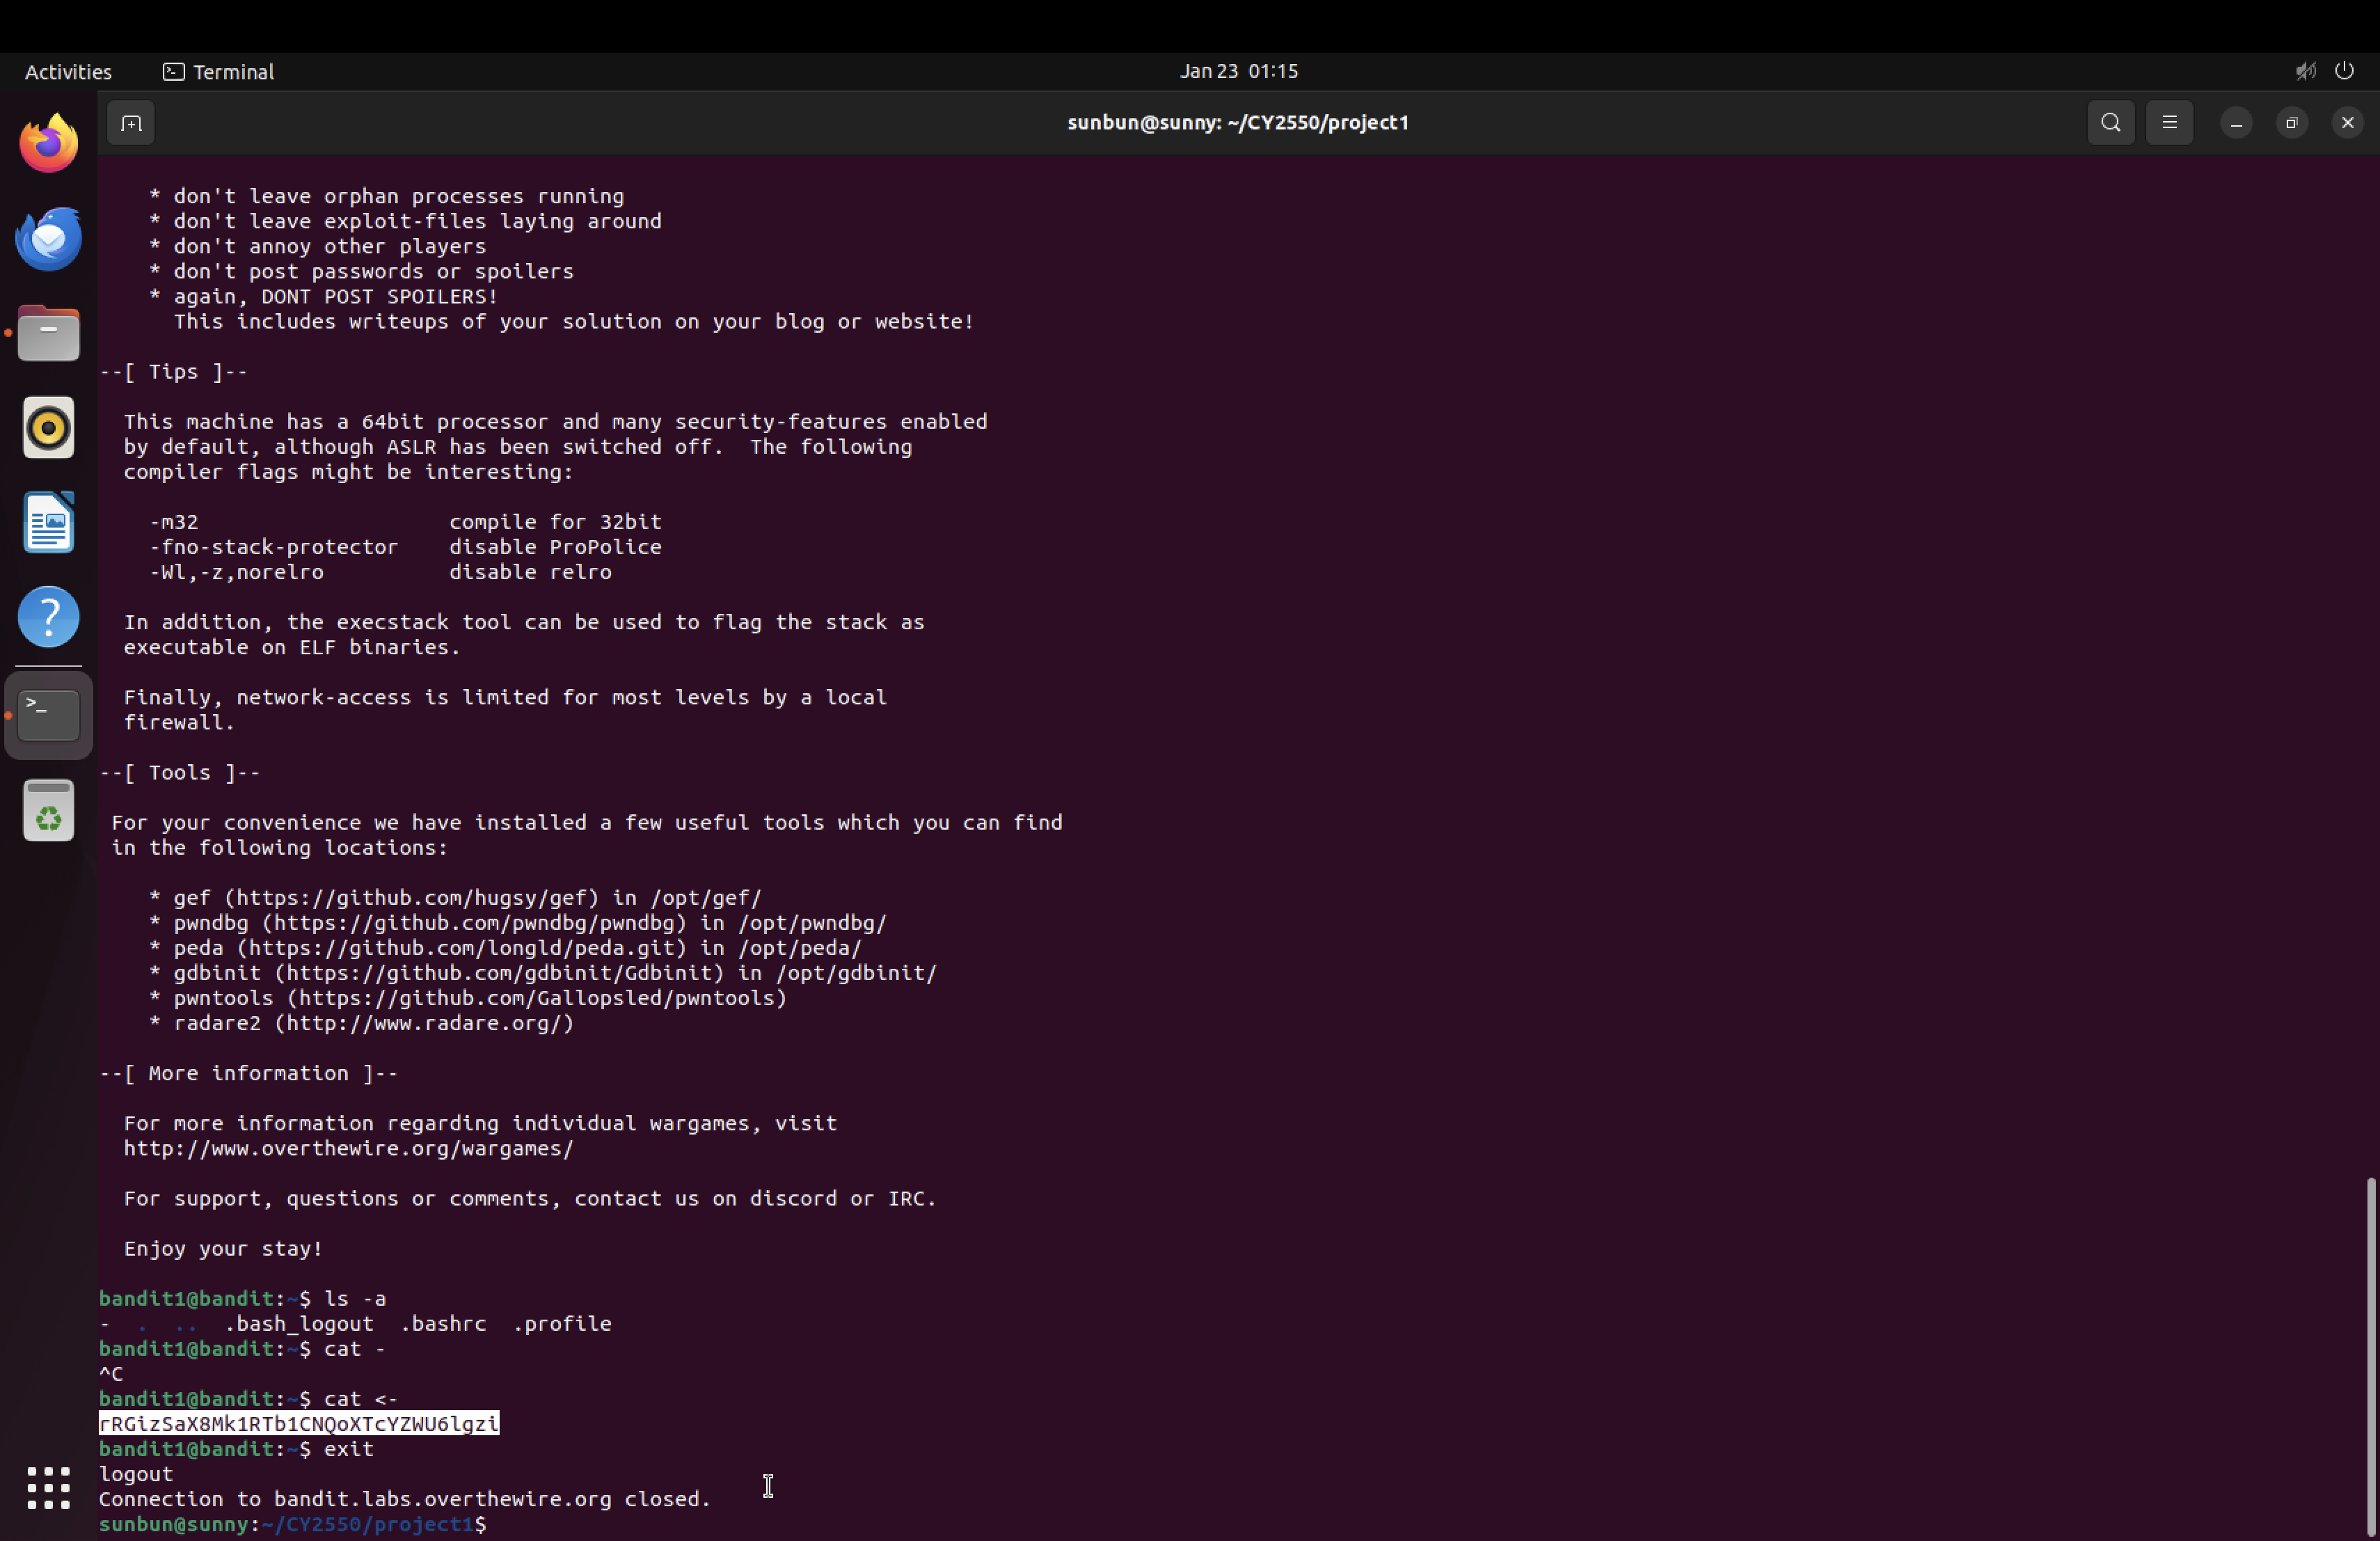 Activities Terminal Jan 23 01:15
sunbun@sunny: ~/CY2550/project1
* don't leave orphan processes running
* don't leave exploit-files laying around
* don't annoy other players
* don't post passwords or spoilers
* again, DONT POST SPOILERS!
This includes writeups of your solution on your blog or website!
--[ Tips ]--
This machine has a 64bit processor and many security-features enabled
by default, although ASLR has been switched off.  The following
compiler flags might be interesting:
-m32                    compile for 32bit
-fno-stack-protector    disable ProPolice
-Wl,-z,norelro          disable relro
In addition, the execstack tool can be used to flag the stack as
executable on ELF binaries.
Finally, network-access is limited for most levels by a local
firewall.
--[ Tools ]--
For your convenience we have installed a few useful tools which you can find
in the following locations:
* gef (https://github.com/hugsy/gef) in /opt/gef/
* pwndbg (https://github.com/pwndbg/pwndbg) in /opt/pwndbg/
* peda (https://github.com/longld/peda.git) in /opt/peda/
* gdbinit (https://github.com/gdbinit/Gdbinit) in /opt/gdbinit/
* pwntools (https://github.com/Gallopsled/pwntools)
* radare2 (http://www.radare.org/)
--[ More information ]--
For more information regarding individual wargames, visit
http://www.overthewire.org/wargames/
For support, questions or comments, contact us on discord or IRC.
Enjoy your stay!
bandit1@bandit:~$ ls -a
-  .  ..  .bash_logout  .bashrc  .profile
bandit1@bandit:~$ cat -
^C
bandit1@bandit:~$ cat <-
rRGizSaX8Mk1RTb1CNQoXTcYZWU6lgzi
bandit1@bandit:~$ exit
logout
Connection to bandit.labs.overthewire.org closed.
sunbun@sunny:~/CY2550/project1$